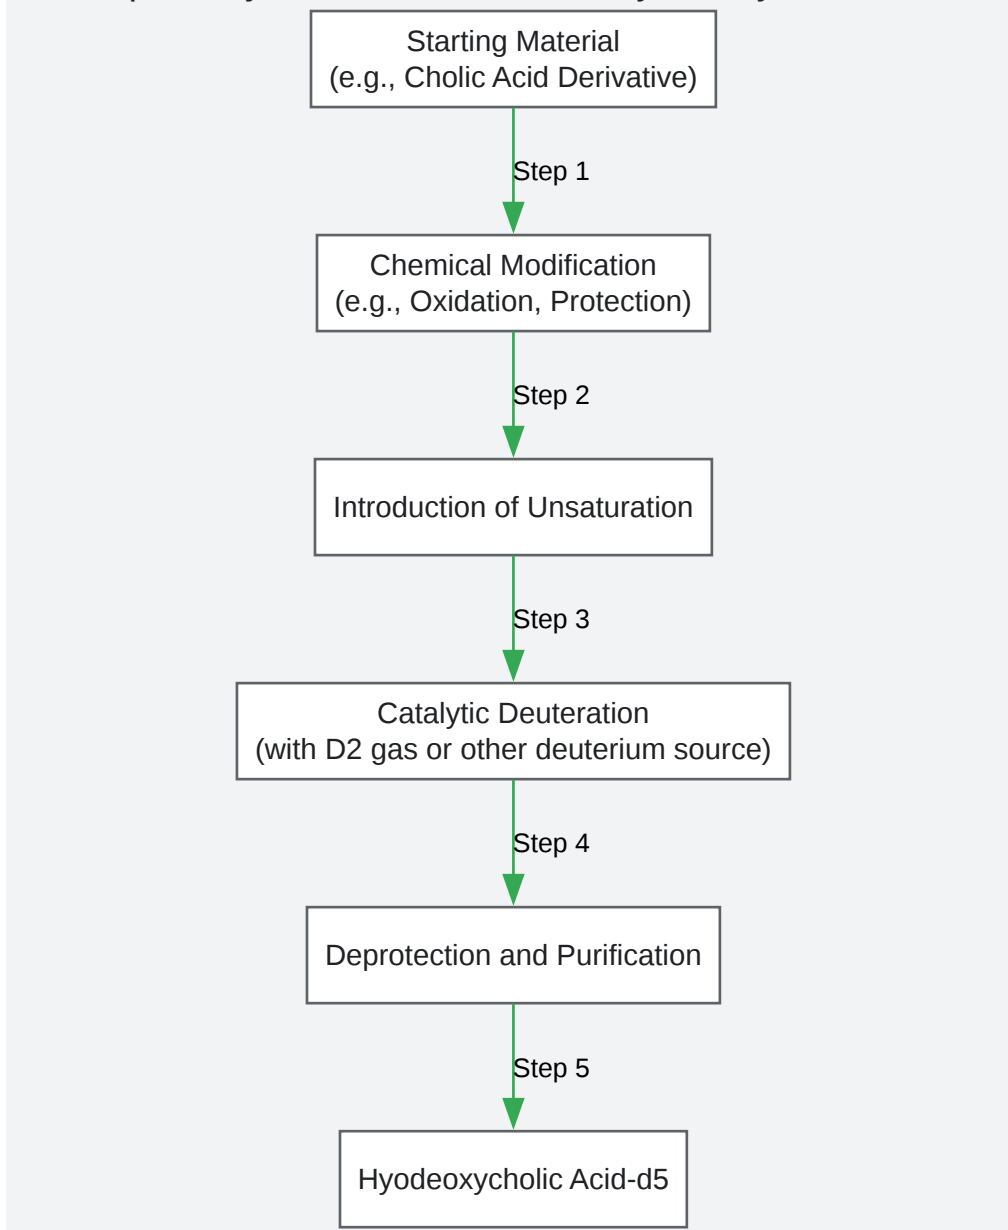 Starting Material
(e.g., Cholic Acid Derivative)
Step 1
Chemical Modification
(e.g., Oxidation, Protection)
Step 2
Introduction of Unsaturation
Step 3
Catalytic Deuteration
(with D2 gas or other deuterium source)
Step 4
Deprotection and Purification
Step 5
Hyodeoxycholic Acid-d5